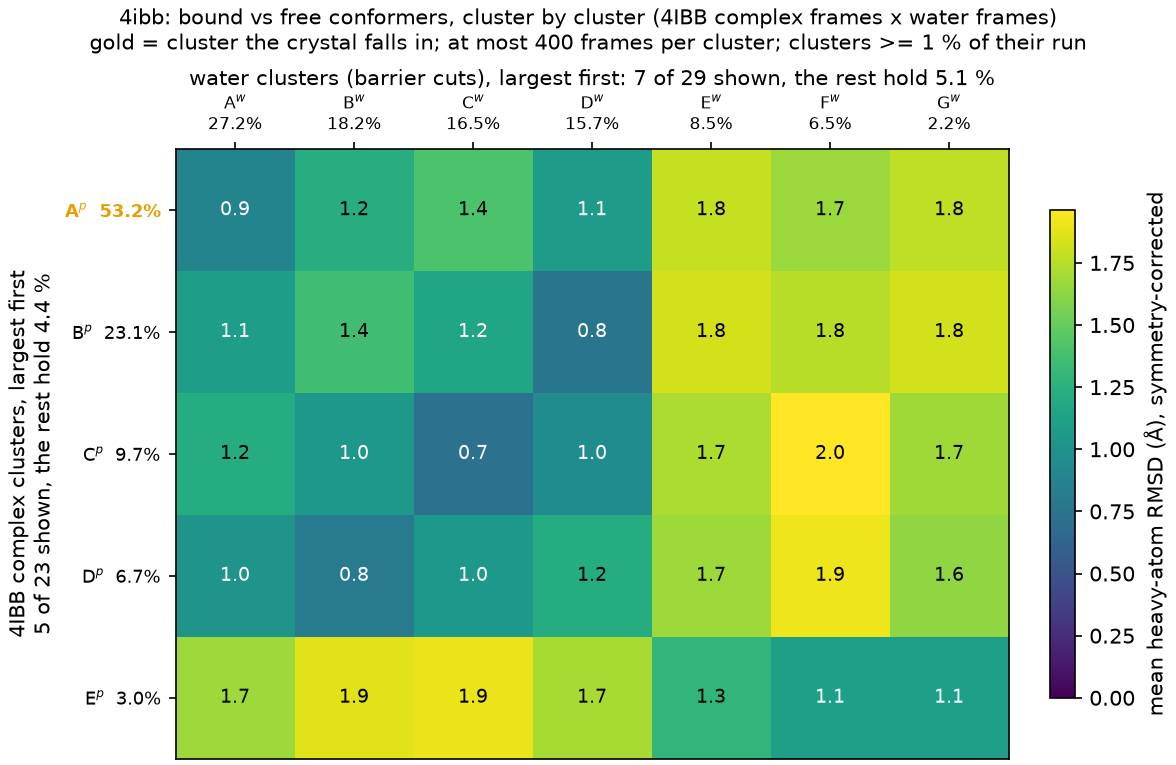 4ibb: bound vs free conformers, cluster by cluster (4IBB complex frames x water frames)
gold = cluster the crystal falls in; at most 400 frames per cluster; clusters >= 1 % of their run
water clusters (barrier cuts), largest first: 7 of 29 shown, the rest hold 5.1 %
A^w B^w C^w D^w E^w F^w G^w
27.2% 18.2% 16.5% 15.7% 8.5% 6.5% 2.2%
A^p 53.2% 0.9 1.2 1.4 1.1 1.8 1.7 1.8
B^p 23.1% 1.1 1.4 1.2 0.8 1.8 1.8 1.8
C^p 9.7% 1.2 1.0 0.7 1.0 1.7 2.0 1.7
D^p 6.7% 1.0 0.8 1.0 1.2 1.7 1.9 1.6
E^p 3.0% 1.7 1.9 1.9 1.7 1.3 1.1 1.1
4IBB complex clusters, largest first
5 of 23 shown, the rest hold 4.4 %
1.75
1.50
1.25
1.00
0.75
0.50
0.25
0.00
mean heavy-atom RMSD (Å), symmetry-corrected